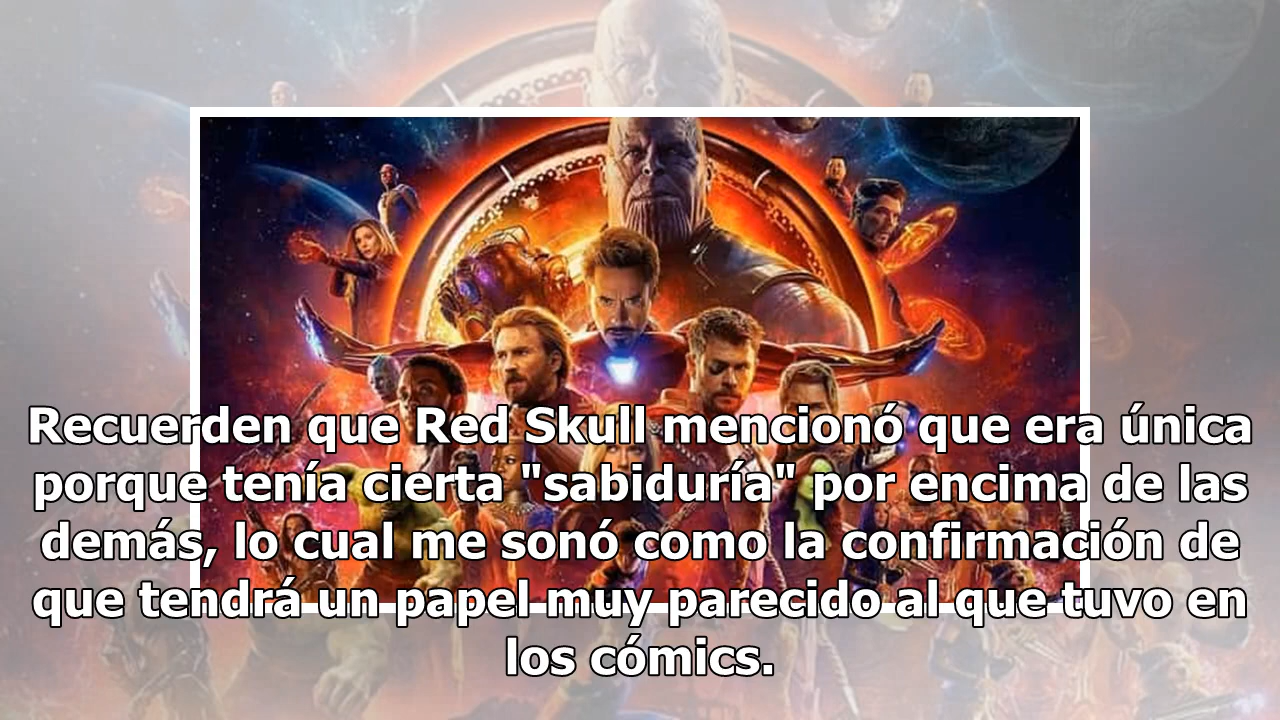 Recuerden que Red Skull mencionó que era única
porque tenía cierta "sabiduría" por encima de las
demás, lo cual me sonó como la confirmación de
que tendrá un papel muy parecido al que tuvo en
los cómics.